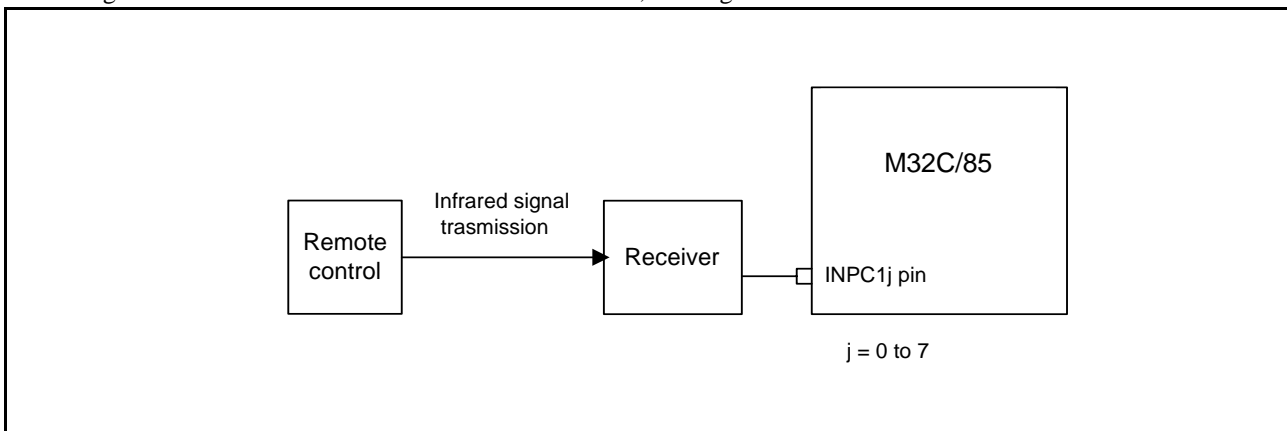 M32C/85
Infrared signal
trasmission
Remote
control
Receiver
INPC1j pin
j = 0 to 7